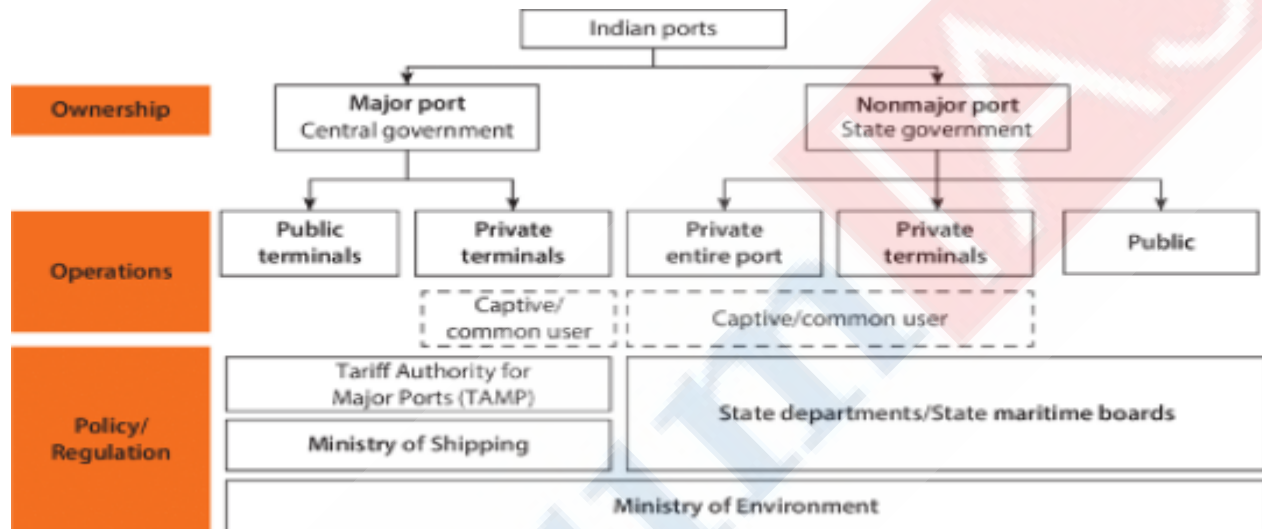 Indian ports
Ownership
Major port
Central government
Nonmajor port
State government
Operations
Public
terminals
Private
terminals
Private
entire port
Private
terminals
Public
Captive/
common user
Captive/common user
Policy/
Regulation
Tariff Authority for
Major Ports (TAMP)
Ministry of Shipping
State departments/State maritime boards
Ministry of Environment